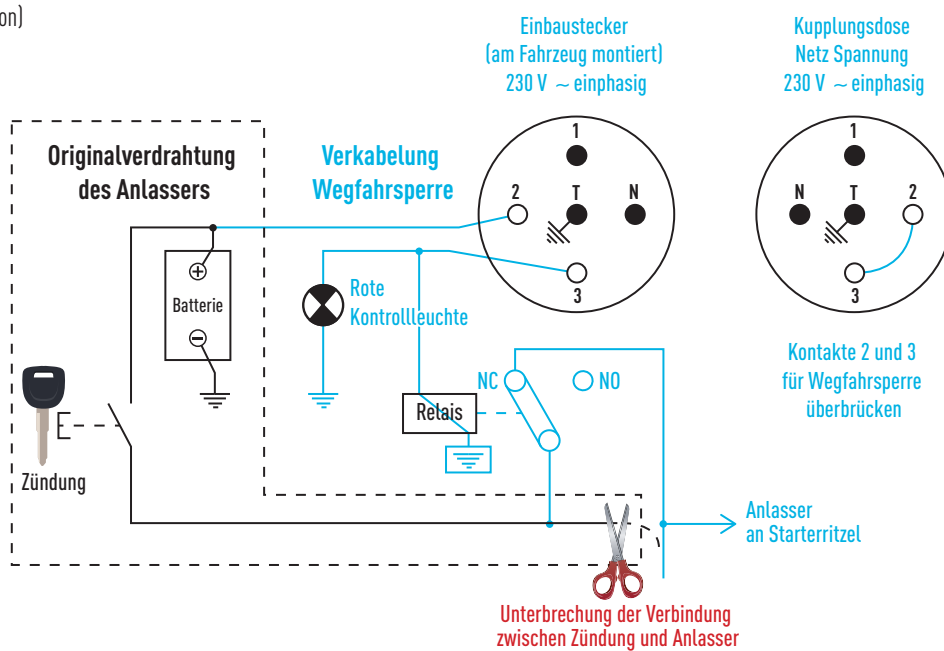 on)
Einbaustecker
(am Fahrzeug montiert)
230 V ~ einphasig
Kupplungsdose
Netz Spannung
230 V ~ einphasig
Originalverdrahtung
des Anlassers
Verkabelung
Wegfahrsperre
1
2
T
N
3
1
N
T
2
3
+
Batterie
−
Rote
Kontrollleuchte
Kontakte 2 und 3
für Wegfahrsperre
überbrücken
NC
NO
Relais
Zündung
Anlasser
an Starterritzel
Unterbrechung der Verbindung
zwischen Zündung und Anlasser